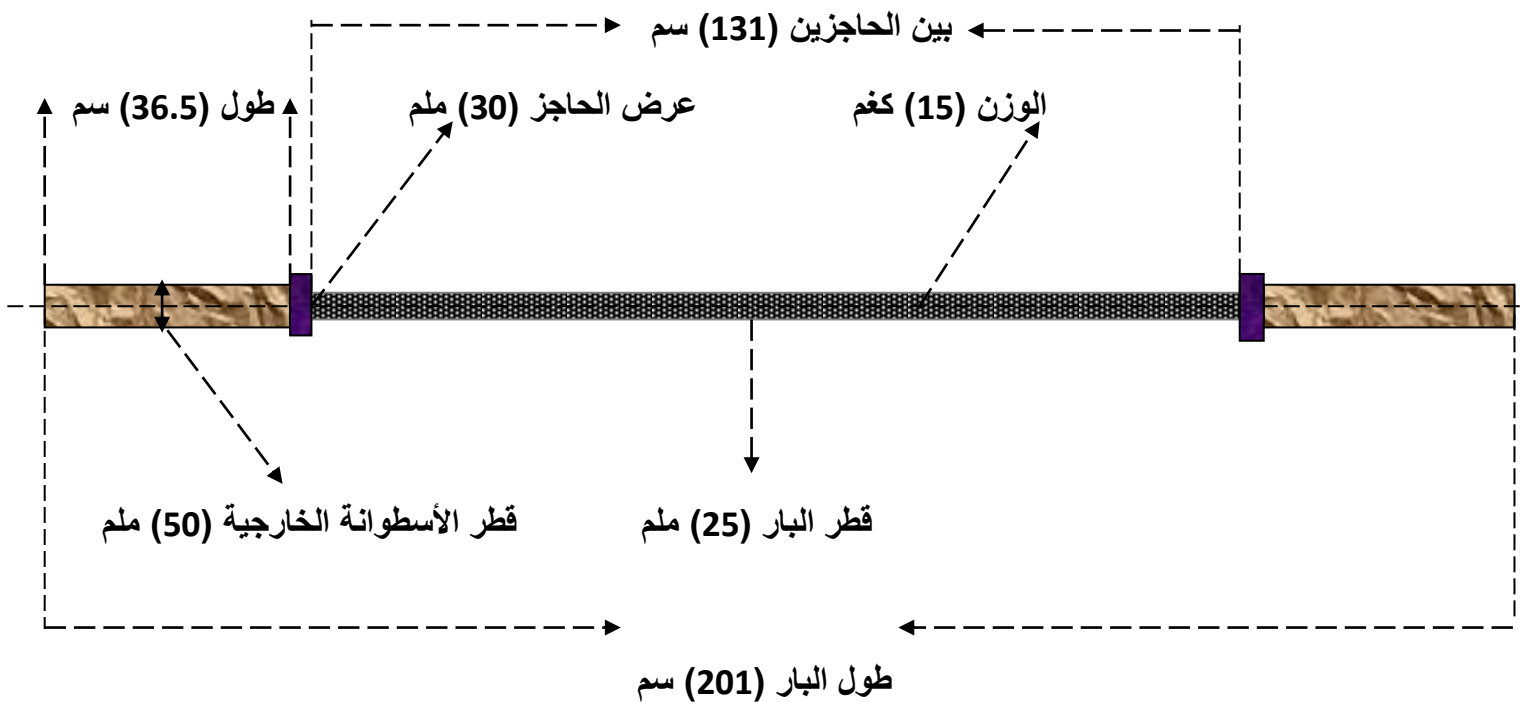 بين الحاجزين (131) سم
الوزن (15) كغم
عرض الحاجز (30) ملم
طول (36.5) سم
قطر البار (25) ملم
قطر الأسطوانة الخارجية (50) ملم
طول البار (201) سم